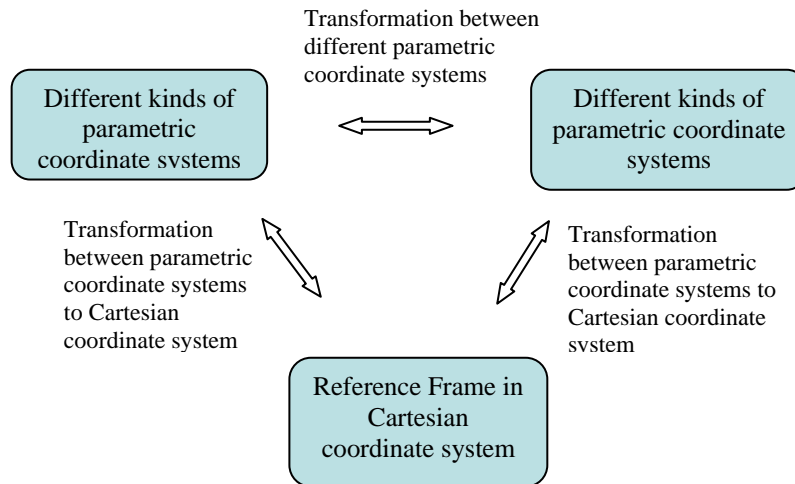 Transformation between
different parametric
coordinate systems
Different kinds of
parametric
coordinate systems
Different kinds of
parametric coordinate
systems
Transformation
between parametric
coordinate systems
to Cartesian
coordinate system
Transformation
between parametric
coordinate systems to
Cartesian coordinate
system
Reference Frame in
Cartesian
coordinate system